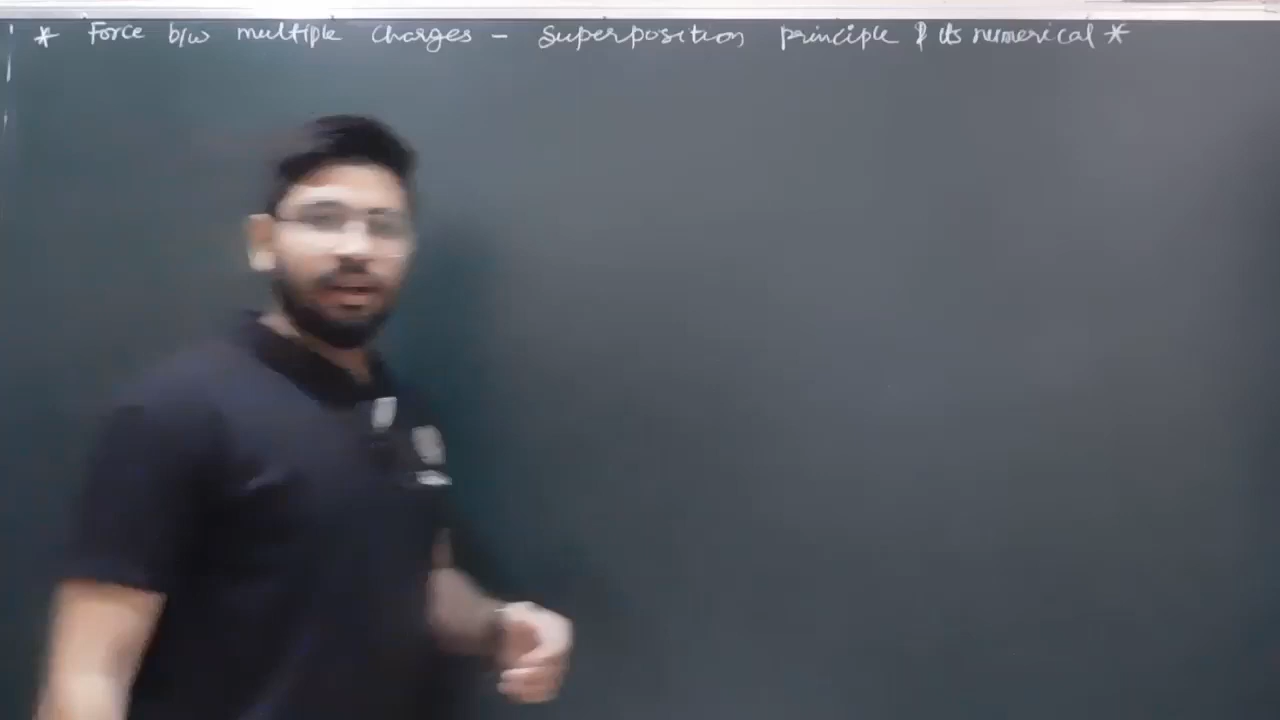 * Force b/w multiple charges - superposition principle & its numerical *